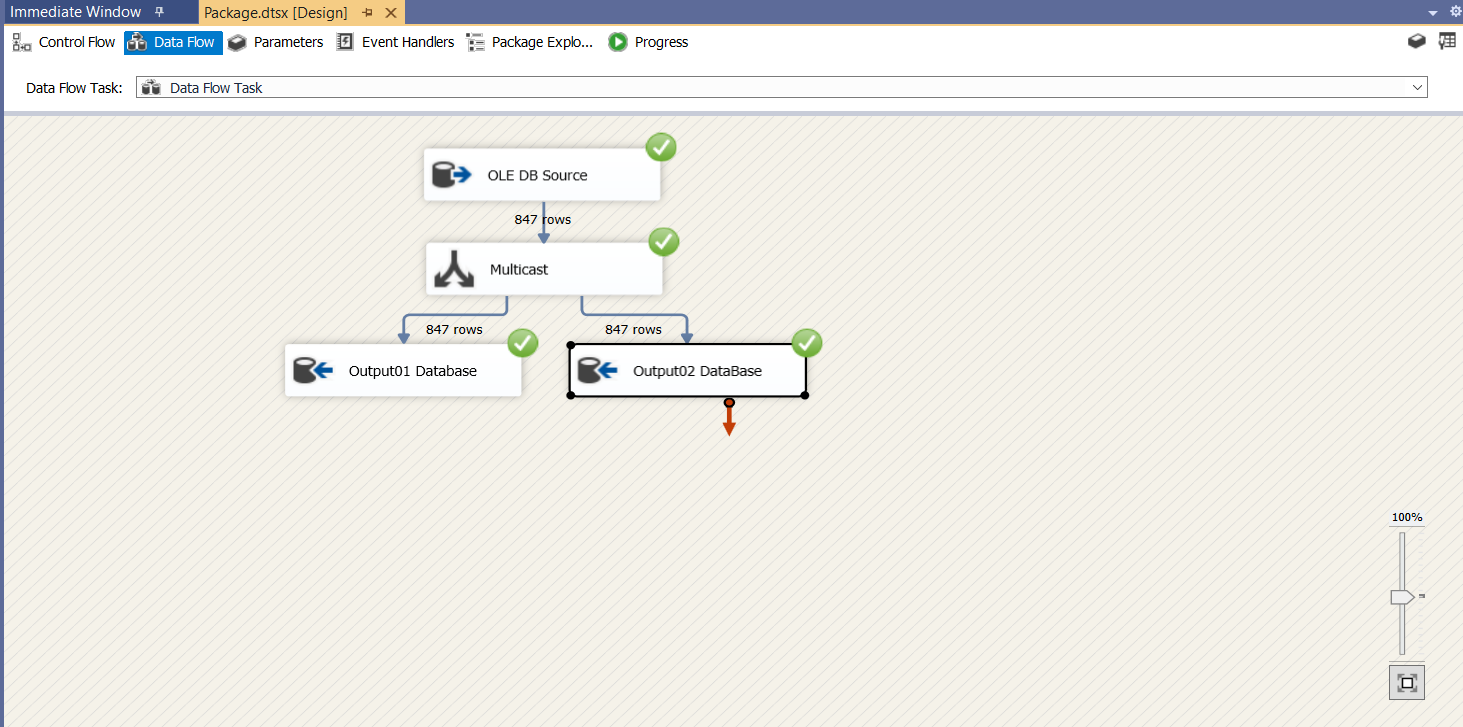 Immediate Window
Package.dtsx [Design]
Control Flow
Data Flow
Parameters
Event Handlers
Package Explo...
Progress
Data Flow Task:
Data Flow Task
OLE DB Source
847 rows
Multicast
847 rows
847 rows
Output01 Database
Output02 DataBase
100%